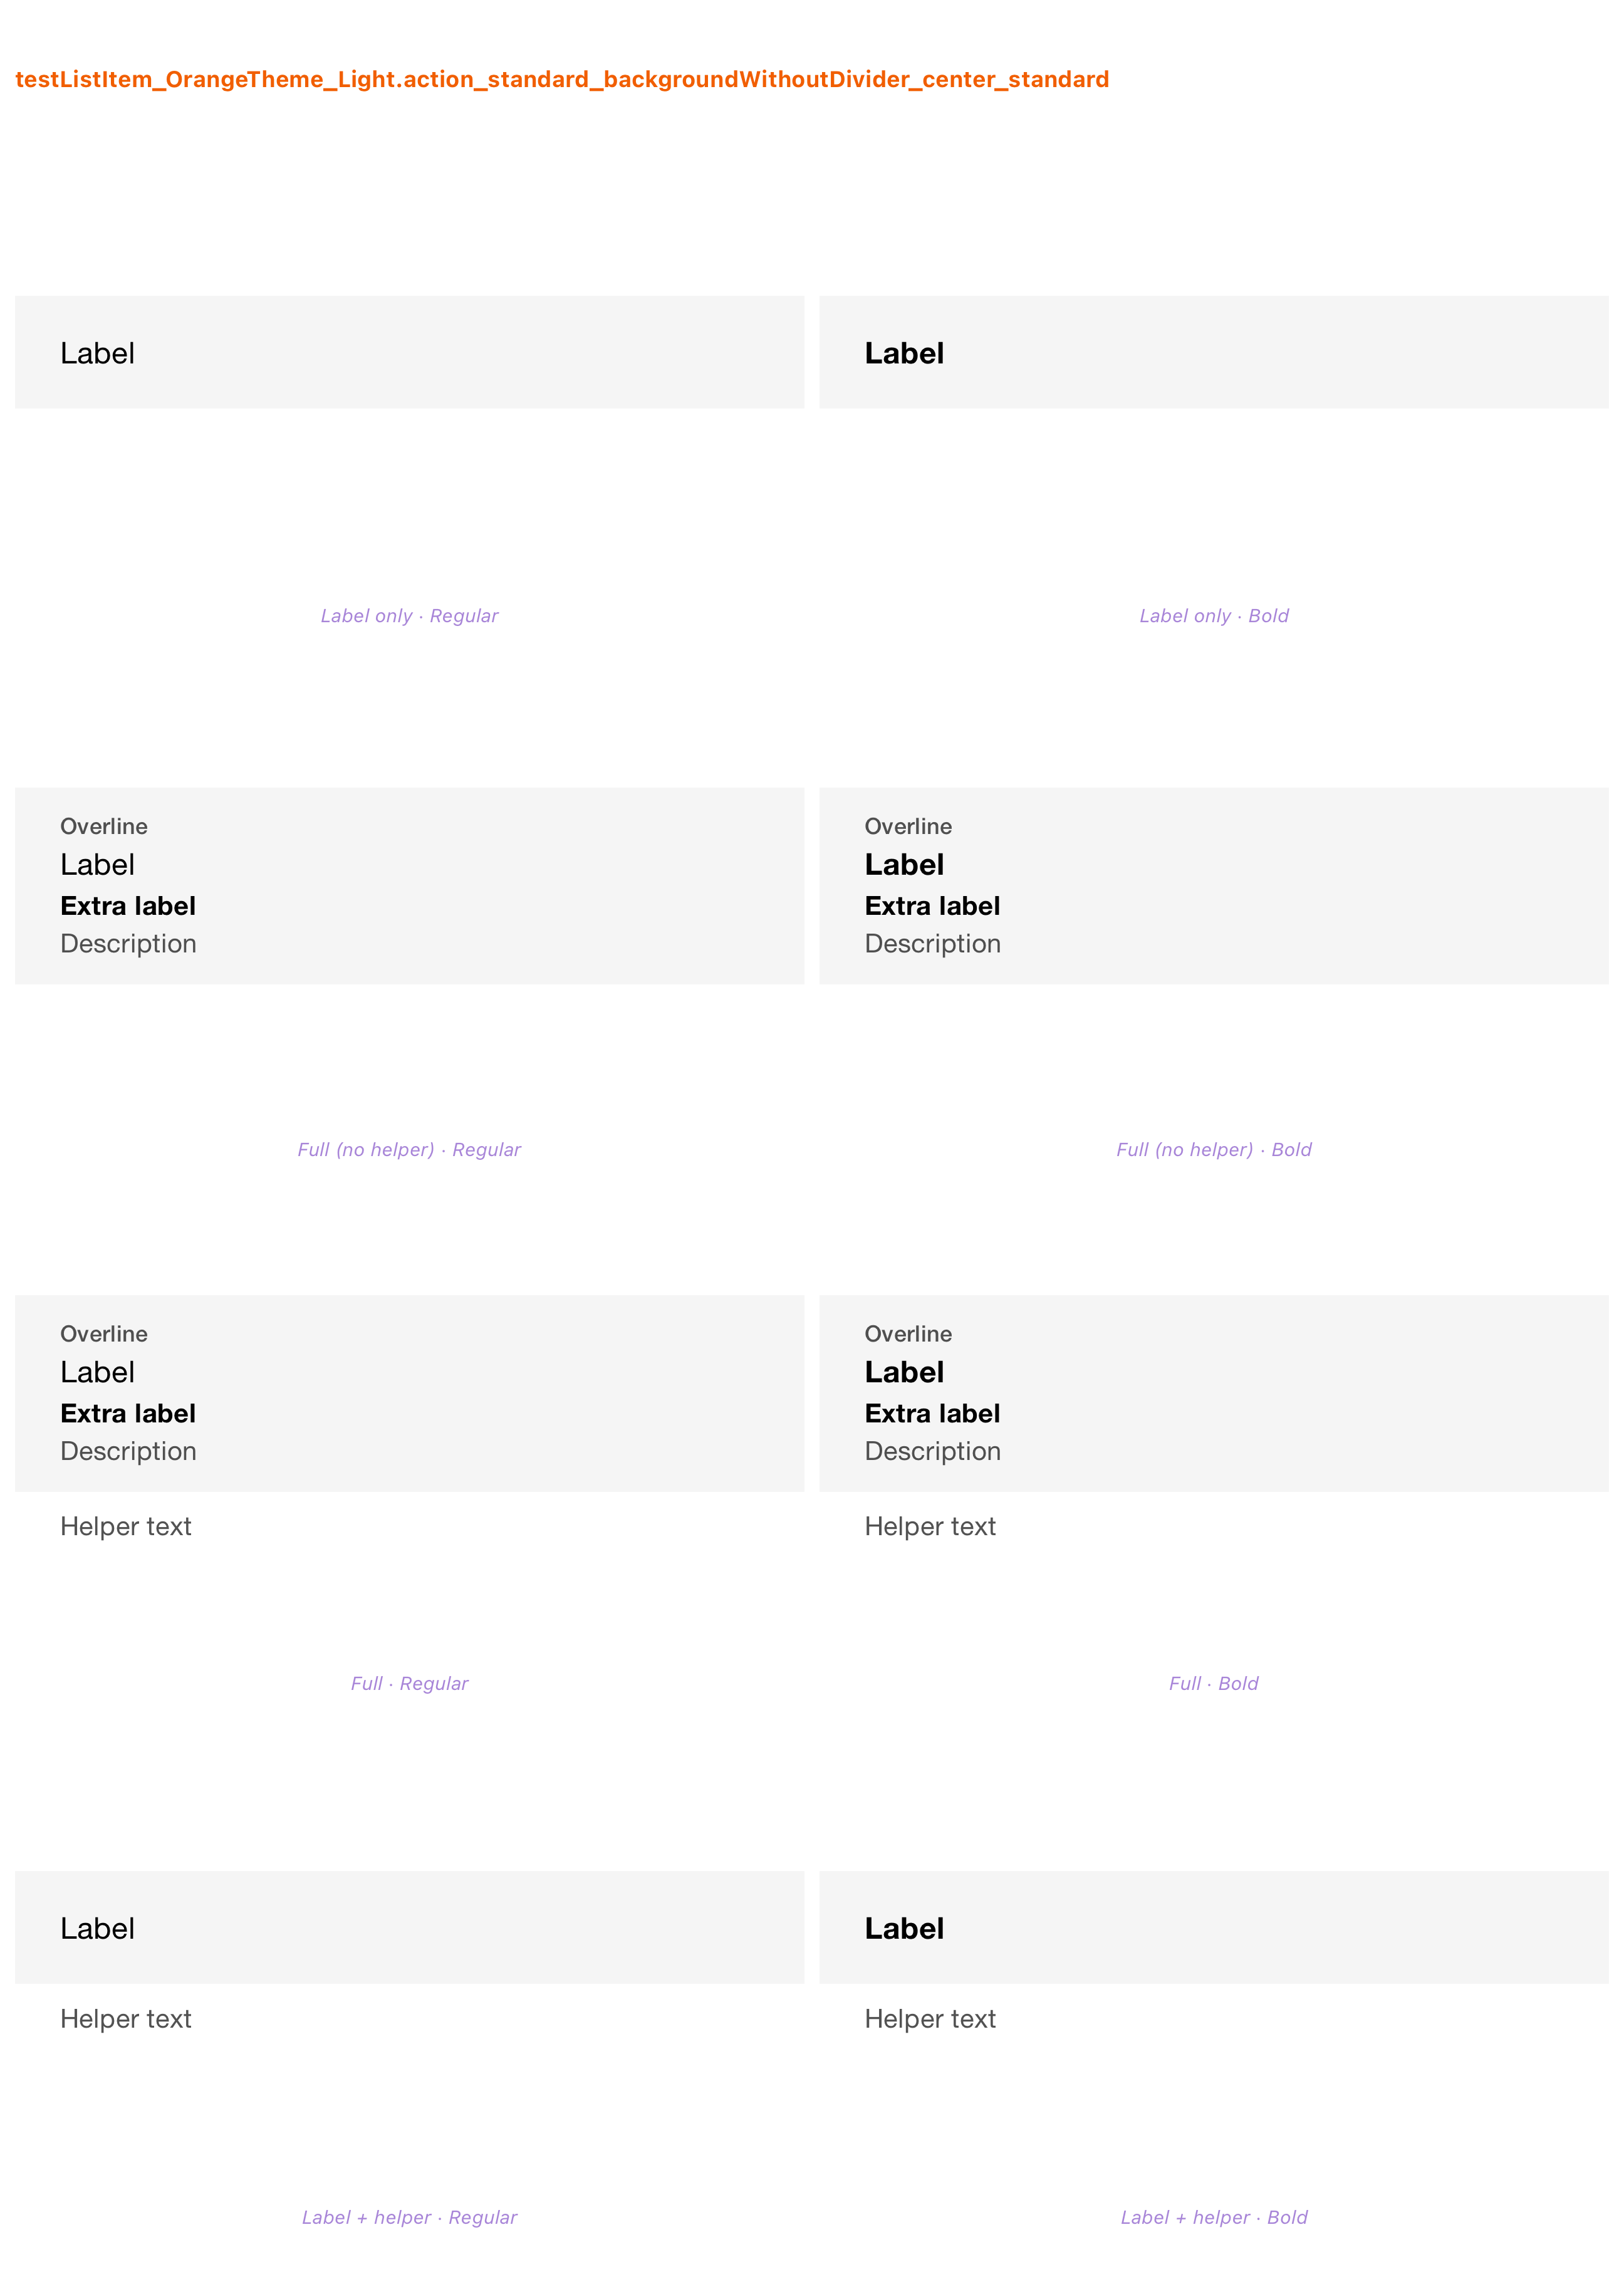 testListItem_OrangeTheme_Light.action_standard_backgroundWithoutDivider_center_standard
Label
Label
Label only · Regular
Label only · Bold
Overline
Label
Extra label
Description
Overline
Label
Extra label
Description
Full (no helper) · Regular
Full (no helper) · Bold
Overline
Label
Extra label
Description
Helper text
Overline
Label
Extra label
Description
Helper text
Full · Regular
Full · Bold
Label
Helper text
Label
Helper text
Label + helper · Regular
Label + helper · Bold